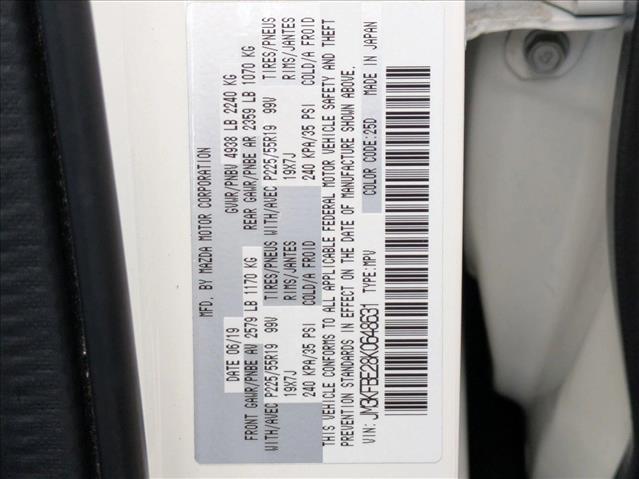 MFD. BY MAZDA MOTOR CORPORATION
DATE 06/19 GVWR/PNBV 4938 LB 2240 KG
FRONT GAWR/PNBE AV 2579 LB 1170 KG REAR GAWR/PNBE AR 2359 LB 1070 KG
WITH/AVEC P225/55R19 99V TIRES/PNEUS WITH/AVEC P225/55R19 99V TIRES/PNEUS
19X7J RIMS/JANTES 19X7J RIMS/JANTES
240 KPA/35 PSI COLD/A FROID 240 KPA/35 PSI COLD/A FROID
THIS VEHICLE CONFORMS TO ALL APPLICABLE FEDERAL MOTOR VEHICLE SAFETY AND THEFT
PREVENTION STANDARDS IN EFFECT ON THE DATE OF MANUFACTURE SHOWN ABOVE.
VIN: JM3KFBE28K0648631 TYPE:MPV COLOR CODE:25D MADE IN JAPAN